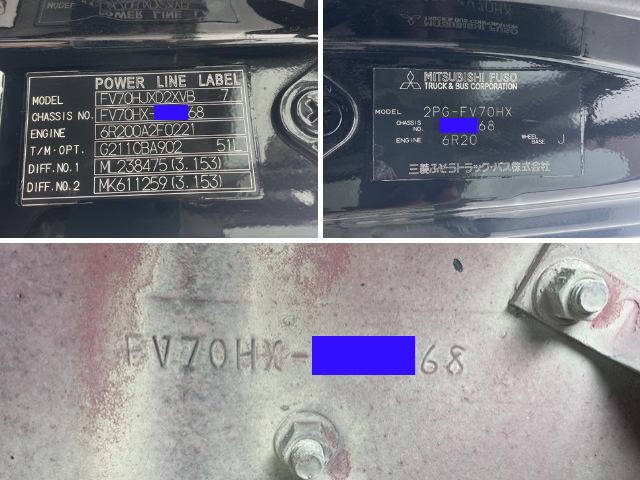 POWER LINE LABEL
MODEL FV70HJXD2XVB 7
CHASSIS NO. FV70HX- 68
ENGINE 6R200A2F0221
T/M·OPT. G211CBA902 51L
DIFF.NO.1 ML238475(3.153)
DIFF.NO.2 MK611259(3.153)
MITSUBISHI FUSO
TRUCK & BUS CORPORATION
MODEL 2PG-FV70HX
CHASSIS NO. 68
ENGINE 6R20 WHEEL BASE J
三菱ふそうトラック・バス株式会社
FV70HX- 68